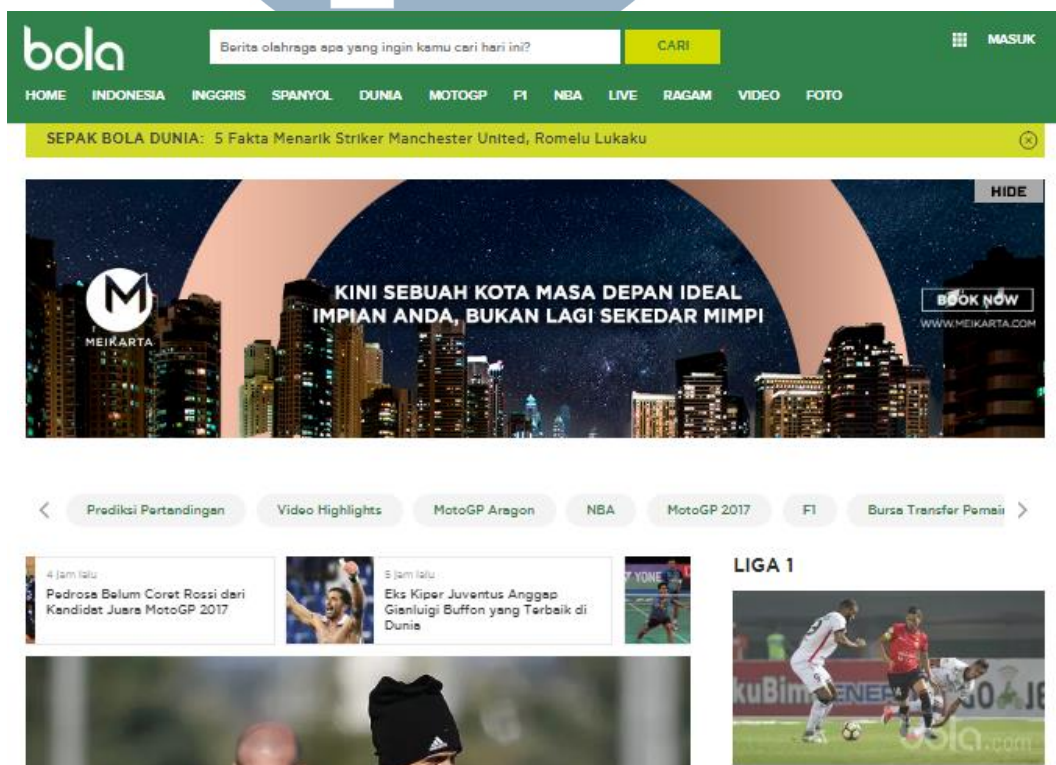 bola
Berita olahraga apa yang ingin kamu cari hari ini?
CARI
MASUK
HOME INDONESIA INGGRIS SPANYOL DUNIA MOTOGP F1 NBA LIVE RAGAM VIDEO FOTO
SEPAK BOLA DUNIA: 5 Fakta Menarik Striker Manchester United, Romelu Lukaku
HIDE
M
MEIKARTA
KINI SEBUAH KOTA MASA DEPAN IDEAL
IMPIAN ANDA, BUKAN LAGI SEKEDAR MIMPI
BOOK NOW
WWW.MEIKARTA.COM
Prediksi Pertandingan Video Highlights MotoGP Aragon NBA MotoGP 2017 F1 Bursa Transfer Pemain
4 jam lalu
Pedrosa Belum Coret Rossi dari
Kandidat Juara MotoGP 2017
5 jam lalu
Eks Kiper Juventus Anggap
Gianluigi Buffon yang Terbaik di
Dunia
YONE
LIGA 1
kuBim
ENER
O-JE
bola.com